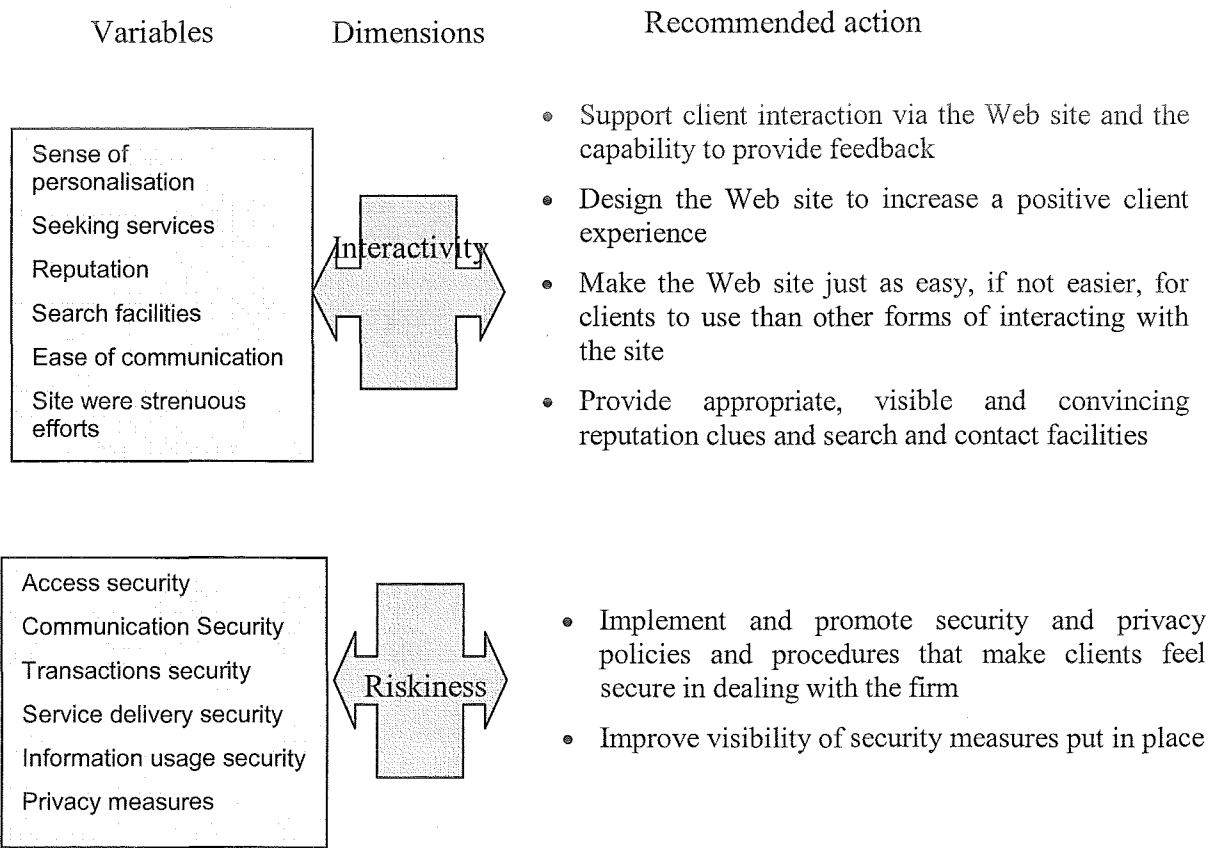 Variables
Dimensions
Recommended action
Sense of
personalisation
Seeking services
Reputation
Search facilities
Ease of communication
Site were strenuous
efforts
Interactivity
• Support client interaction via the Web site and the
capability to provide feedback
• Design the Web site to increase a positive client
experience
• Make the Web site just as easy, if not easier, for
clients to use than other forms of interacting with
the site
• Provide appropriate, visible and convincing
reputation clues and search and contact facilities
Access security
Communication Security
Transactions security
Service delivery security
Information usage security
Privacy measures
Riskiness
• Implement and promote security and privacy
policies and procedures that make clients feel
secure in dealing with the firm
• Improve visibility of security measures put in place